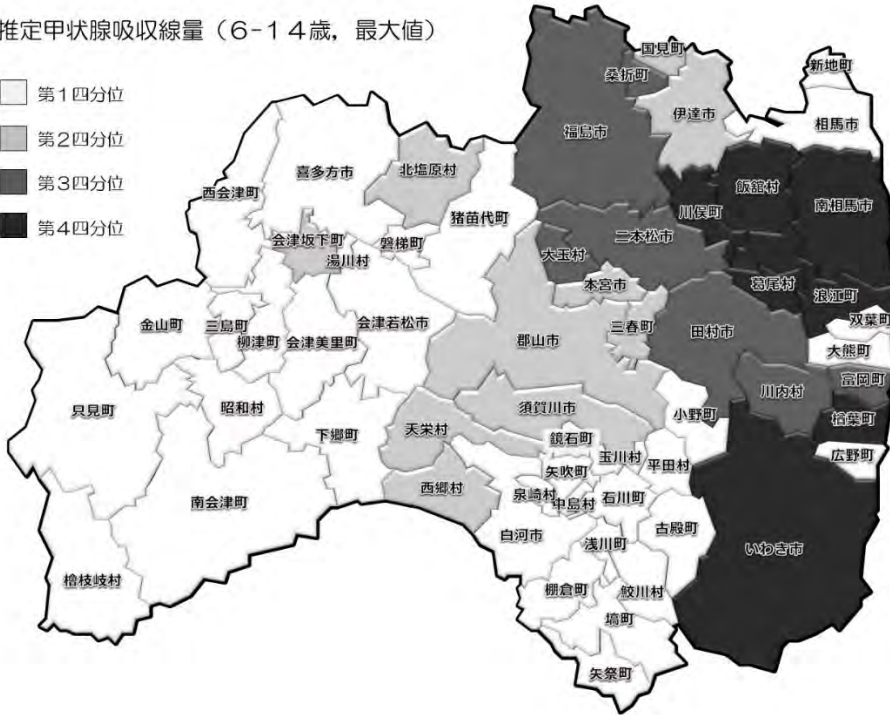 推定甲状腺吸収線量（6-14歳，最大値）
第1四分位
第2四分位
第3四分位
第4四分位
国見町
桑折町
新地町
伊達市
相馬市
福島市
北塩原村
喜多方市
西会津町
飯舘村
川俣町
南相馬市
猪苗代町
二本松市
会津坂下町
磐梯町
湯川村
大玉村
葛尾村
本宮市
浪江町
双葉町
金山町
三島町
柳津町
会津美里町
会津若松市
三春町
田村市
郡山市
大熊町
富岡町
川内村
只見町
昭和村
須賀川市
小野町
楢葉町
天栄村
下郷町
鏡石町
玉川村
平田村
広野町
矢吹町
西郷村
泉崎村
中島村
石川町
南会津町
白河市
古殿町
浅川町
いわき市
檜枝岐村
棚倉町
鮫川村
塙町
矢祭町